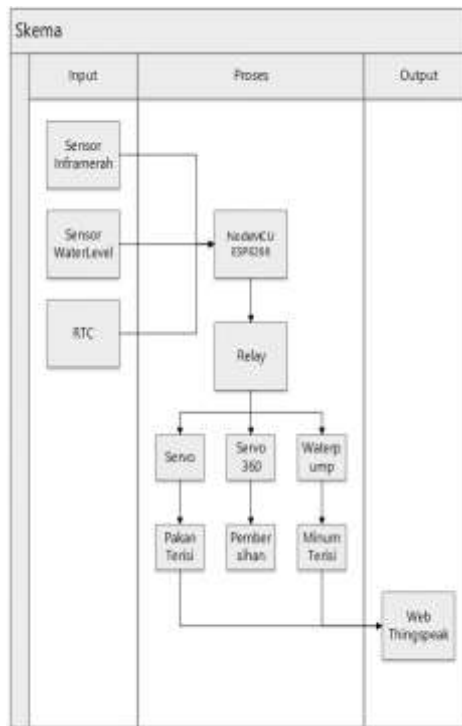 Skema
Input
Proses
Output
Sensor
Inframerah
Sensor
WaterLevel
NodeMCU
ESP8266
RTC
Relay
Servo
Servo
360
Waterp
ump
Pakan
Terisi
Pember
sihan
Minum
Terisi
Web
Thingspeak